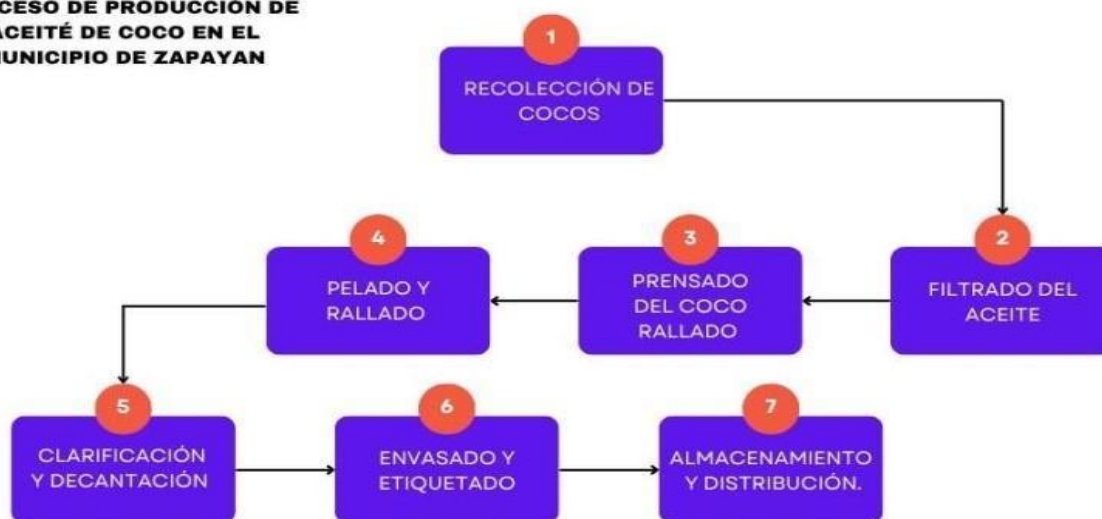 CESO DE PRODUCCIÓN DE
ACEITÉ DE COCO EN EL
MUNICIPIO DE ZAPAYAN
1
RECOLECCIÓN DE
COCOS
2
FILTRADO DEL
ACEITE
3
PRENSADO
DEL COCO
RALLADO
4
PELADO Y
RALLADO
5
CLARIFICACIÓN
Y DECANTACIÓN
6
ENVASADO Y
ETIQUETADO
7
ALMACENAMIENTO
Y DISTRIBUCIÓN.